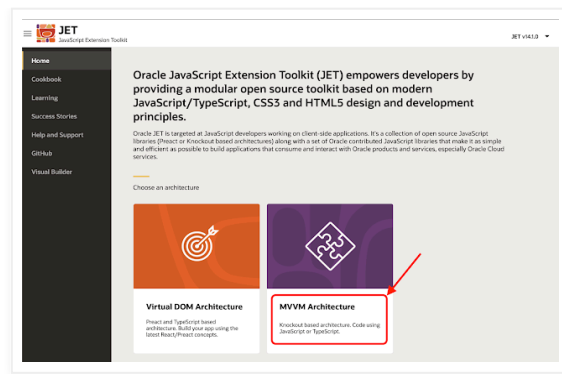 JET
JavaScript Extension Toolkit
JET v14.1.0
Home
Cookbook
Learning
Success Stories
Help and Support
GitHub
Visual Builder
Oracle JavaScript Extension Toolkit (JET) empowers developers by
providing a modular open source toolkit based on modern
JavaScript/TypeScript, CSS3 and HTML5 design and development
principles.
Oracle JET is targeted at JavaScript developers working on client-side applications. It's a collection of open source JavaScript
libraries (Preact or Knockout based architectures) along with a set of Oracle contributed JavaScript libraries that make it as simple
and efficient as possible to build applications that consume and interact with Oracle products and services, especially Oracle Cloud
services.
Choose an architecture
Virtual DOM Architecture
Preact and TypeScript based
architecture. Build your app using the
latest React/Preact concepts.
MVVM Architecture
Knockout based architecture. Code using
JavaScript or TypeScript.